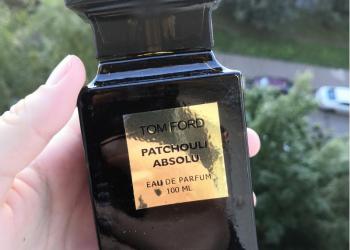 TOM FORD
PATCHOULI
ABSOLU
EAU DE PARFUM
100 ML